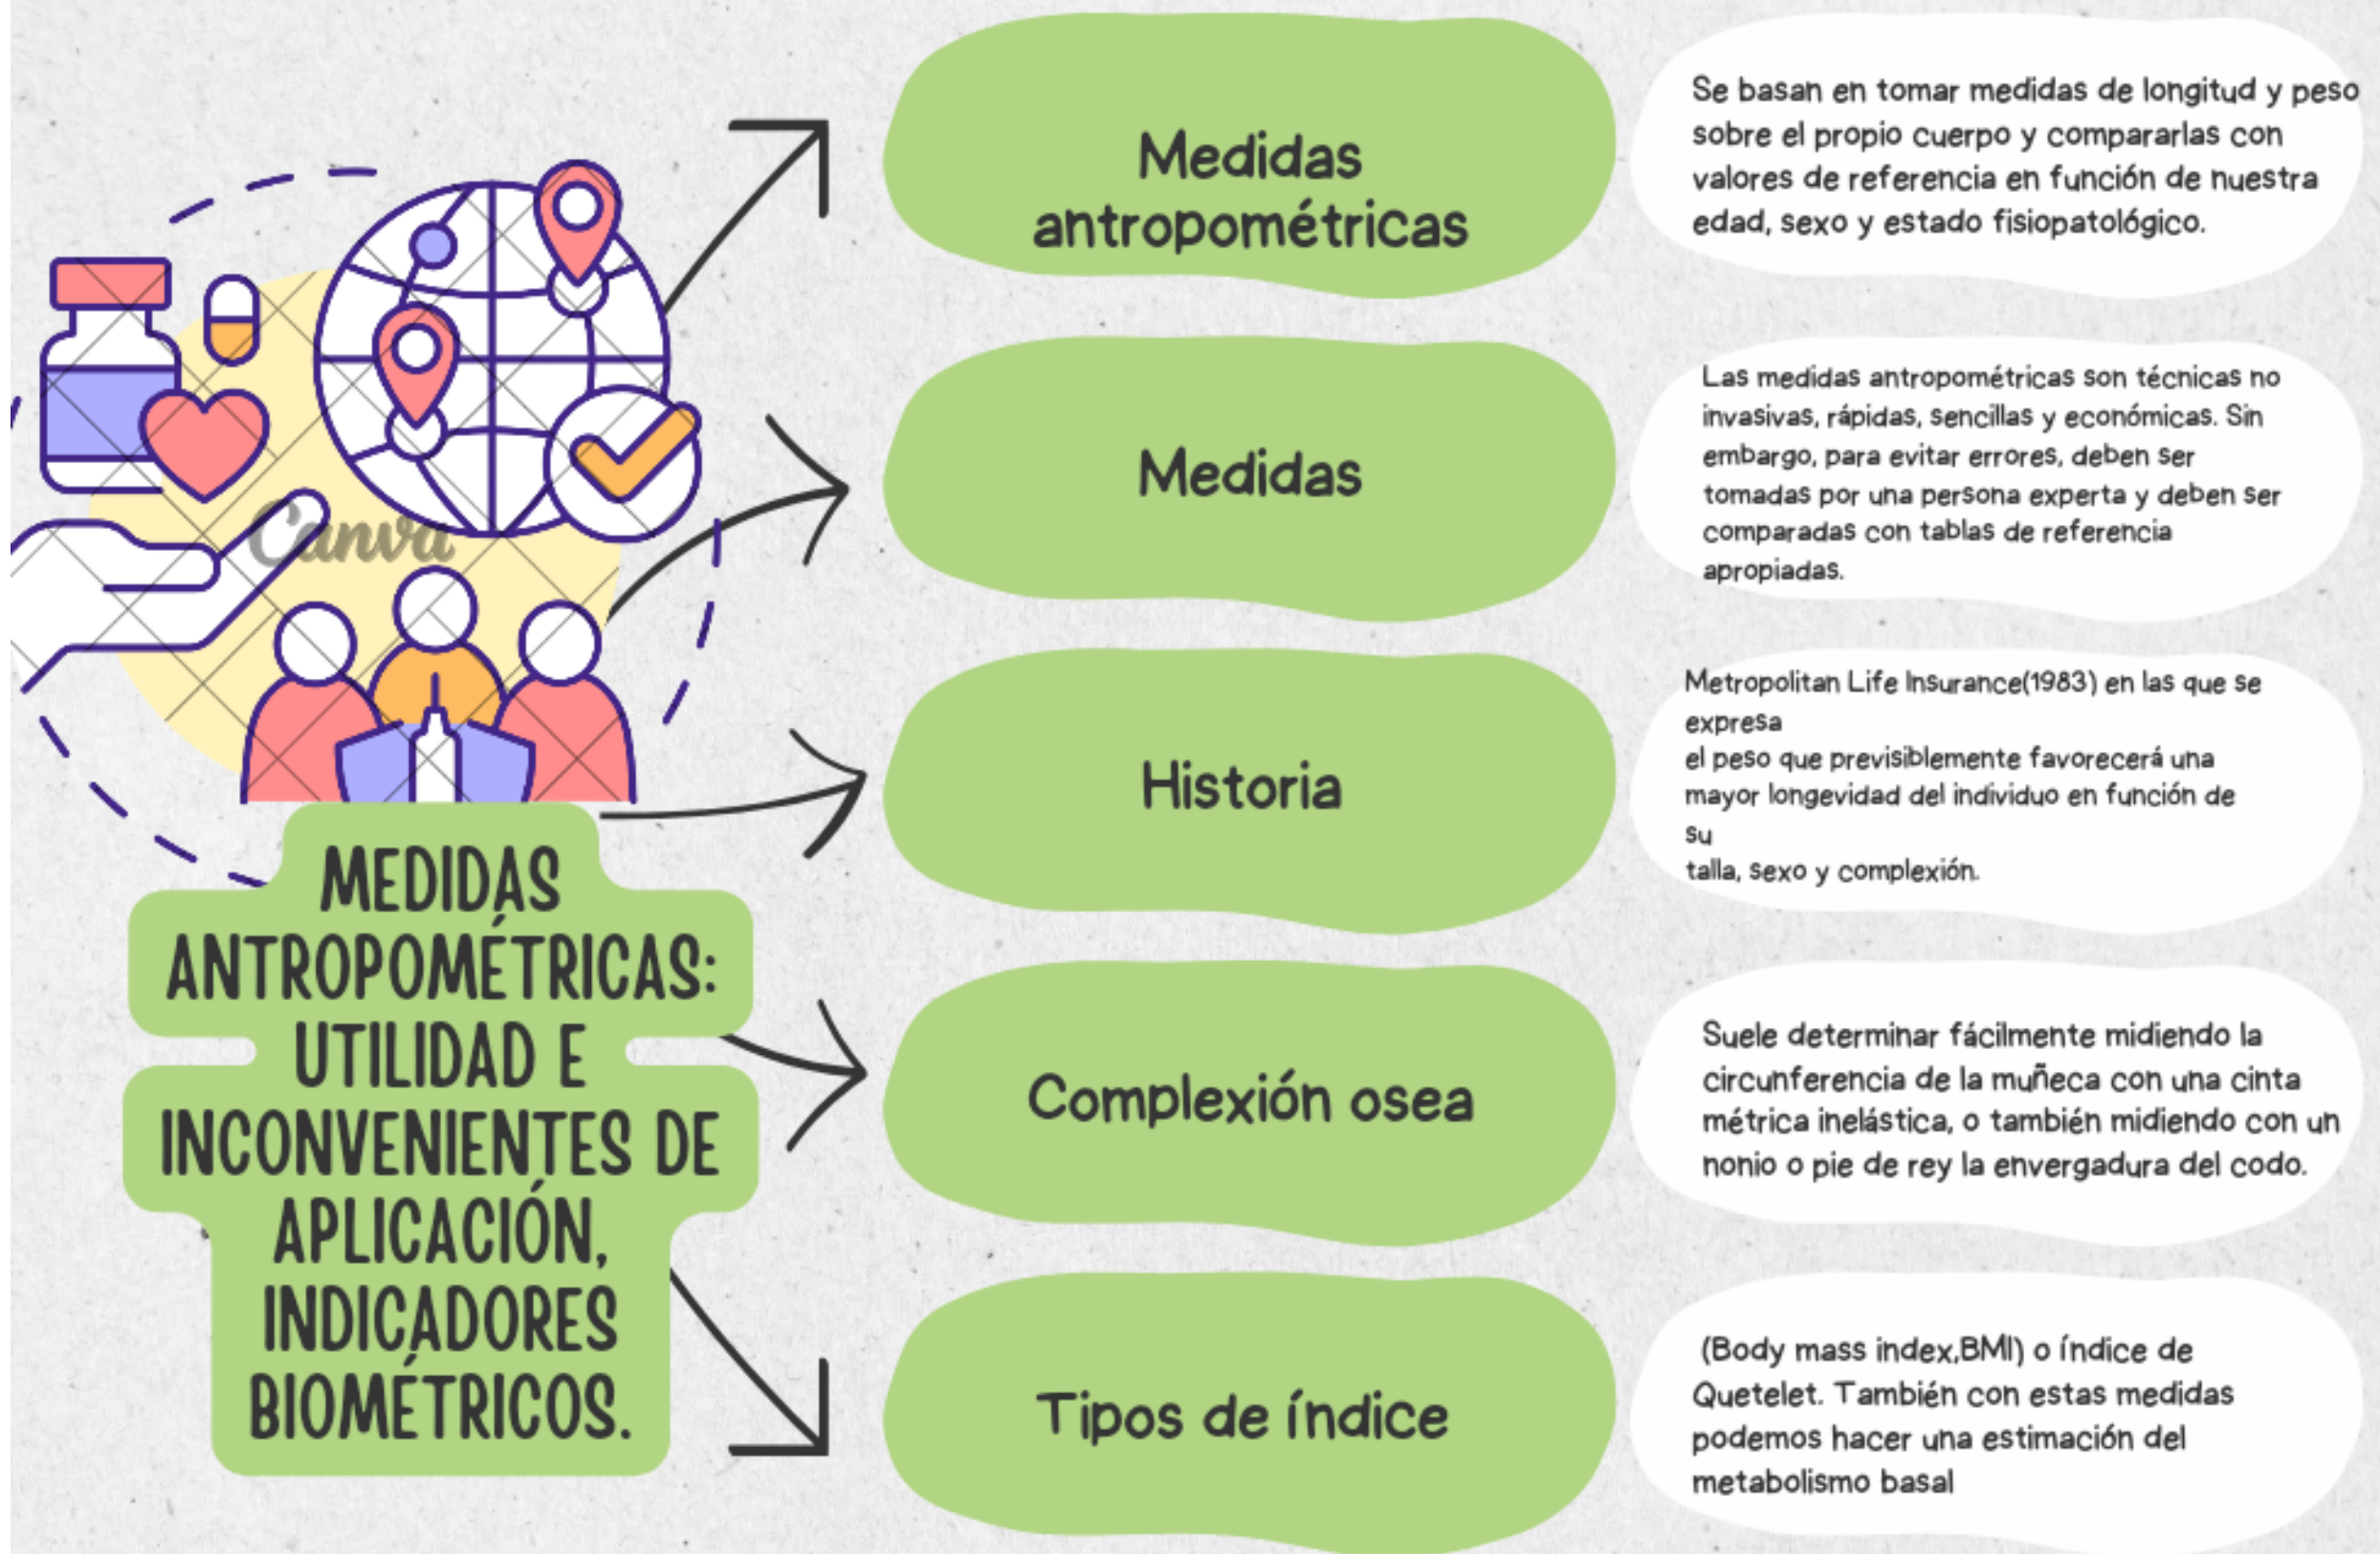 Canva
MEDIDAS
ANTROPOMÉTRICAS:
UTILIDAD E
INCONVENIENTES DE
APLICACIÓN,
INDICADORES
BIOMÉTRICOS.
Medidas
antropométricas
Se basan en tomar medidas de longitud y peso
sobre el propio cuerpo y compararlas con
valores de referencia en función de nuestra
edad, sexo y estado fisiopatológico.
Medidas
Las medidas antropométricas son técnicas no
invasivas, rápidas, sencillas y económicas. Sin
embargo, para evitar errores, deben ser
tomadas por una persona experta y deben ser
comparadas con tablas de referencia
apropiadas.
Historia
Metropolitan Life Insurance(1983) en las que se
expresa
el peso que previsiblemente favorecerá una
mayor longevidad del individuo en función de
su
talla, sexo y complexión.
Complexión osea
Suele determinar fácilmente midiendo la
circunferencia de la muñeca con una cinta
métrica inelástica, o también midiendo con un
nonio o pie de rey la envergadura del codo.
Tipos de índice
(Body mass index,BMI) o índice de
Quetelet. También con estas medidas
podemos hacer una estimación del
metabolismo basal